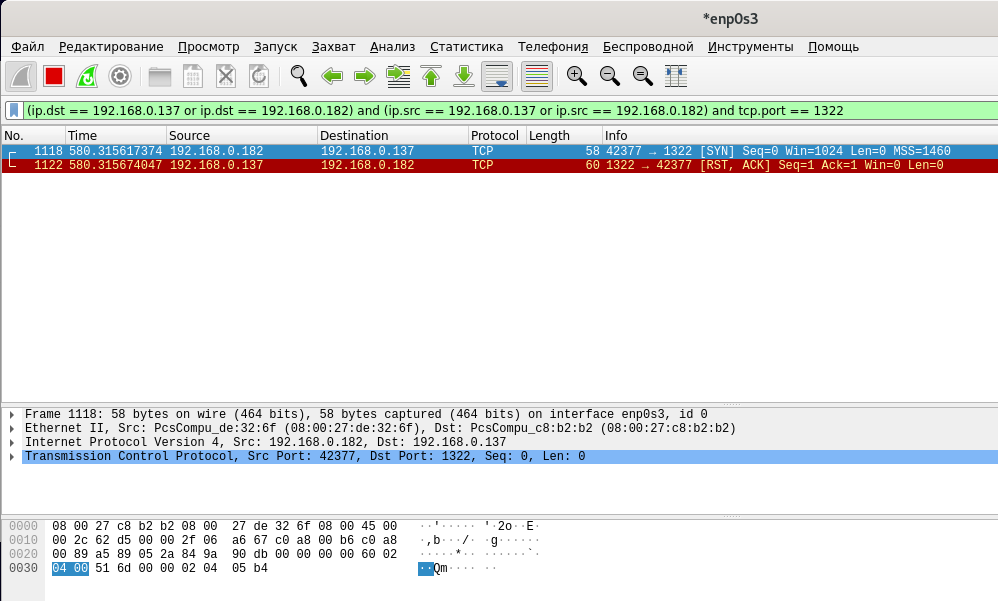 *enp0s3
Файл Редактирование Просмотр Запуск Захват Анализ Статистика Телефония Беспроводной Инструменты Помощь
(ip.dst == 192.168.0.137 or ip.dst == 192.168.0.182) and (ip.src == 192.168.0.137 or ip.src == 192.168.0.182) and tcp.port == 1322
No. Time Source Destination Protocol Length Info
1118 580.315617374 192.168.0.182 192.168.0.137 TCP 58 42377 → 1322 [SYN] Seq=0 Win=1024 Len=0 MSS=1460
1122 580.315674047 192.168.0.137 192.168.0.182 TCP 60 1322 → 42377 [RST, ACK] Seq=1 Ack=1 Win=0 Len=0
Frame 1118: 58 bytes on wire (464 bits), 58 bytes captured (464 bits) on interface enp0s3, id 0
Ethernet II, Src: PcsCompu_de:32:6f (08:00:27:de:32:6f), Dst: PcsCompu_c8:b2:b2 (08:00:27:c8:b2:b2)
Internet Protocol Version 4, Src: 192.168.0.182, Dst: 192.168.0.137
Transmission Control Protocol, Src Port: 42377, Dst Port: 1322, Seq: 0, Len: 0
0000 08 00 27 c8 b2 b2 08 00 27 de 32 6f 08 00 45 00 ··'····· '·2o··E·
0010 00 2c 62 d5 00 00 2f 06 a6 67 c0 a8 00 b6 c0 a8 ·,b···/· ·g······
0020 00 89 a5 89 05 2a 84 9a 90 db 00 00 00 00 60 02 ·····*·· ······`·
0030 04 00 51 6d 00 00 02 04 05 b4 ··Qm···· ··